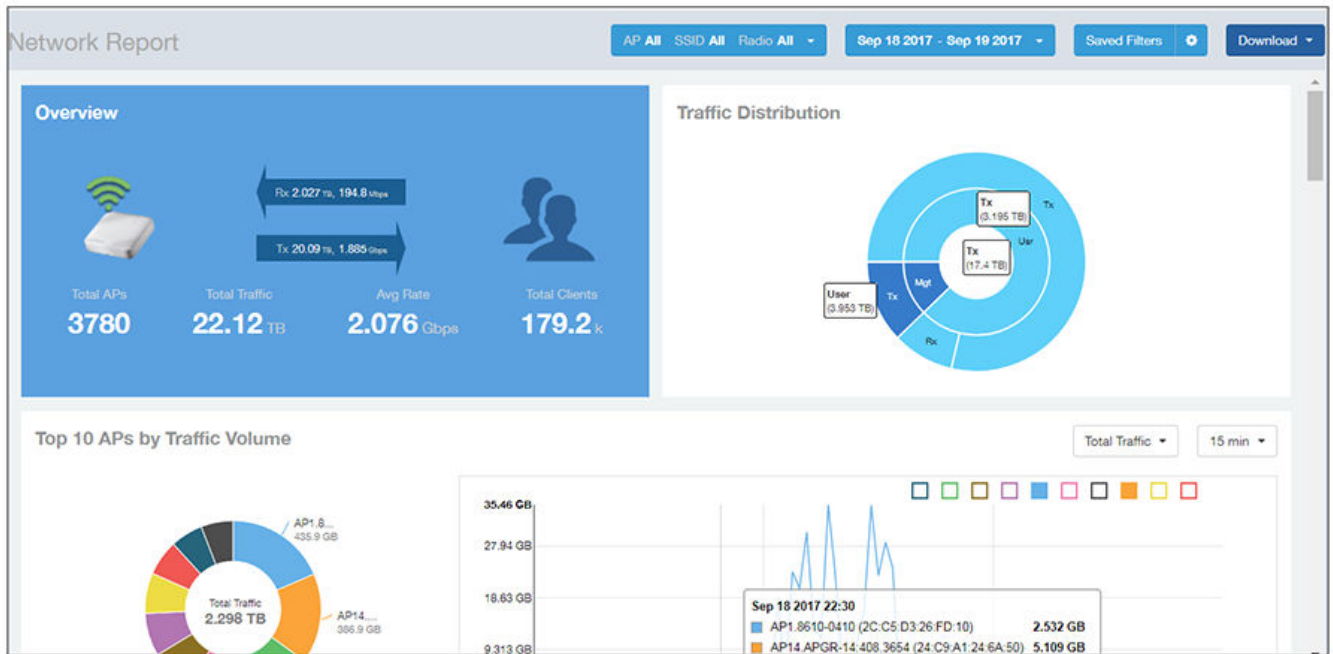 Network Report
AP All SSID All Radio All
Sep 18 2017 - Sep 19 2017
Saved Filters
Download
Overview
Rx 2.027 TB, 194.8 Mbps
Tx 20.09 TB, 1.885 Gbps
Total APs
3780
Total Traffic
22.12 TB
Avg Rate
2.076 Gbps
Total Clients
179.2 k
Traffic Distribution
Tx
(3.195 TB)
Tx
Usr
Tx
(17.4 TB)
Mgt
User
(3.953 TB)
Tx
Rx
Top 10 APs by Traffic Volume
Total Traffic
15 min
AP1.8...
435.9 GB
Total Traffic
2.298 TB
AP14....
386.9 GB
35.46 GB
27.94 GB
18.63 GB
9.313 GB
Sep 18 2017 22:30
AP1.8610-0410 (2C:C5:D3:26:FD:10) 2.532 GB
AP14.APGR-14:408.3654 (24:C9:A1:24:6A:50) 5.109 GB